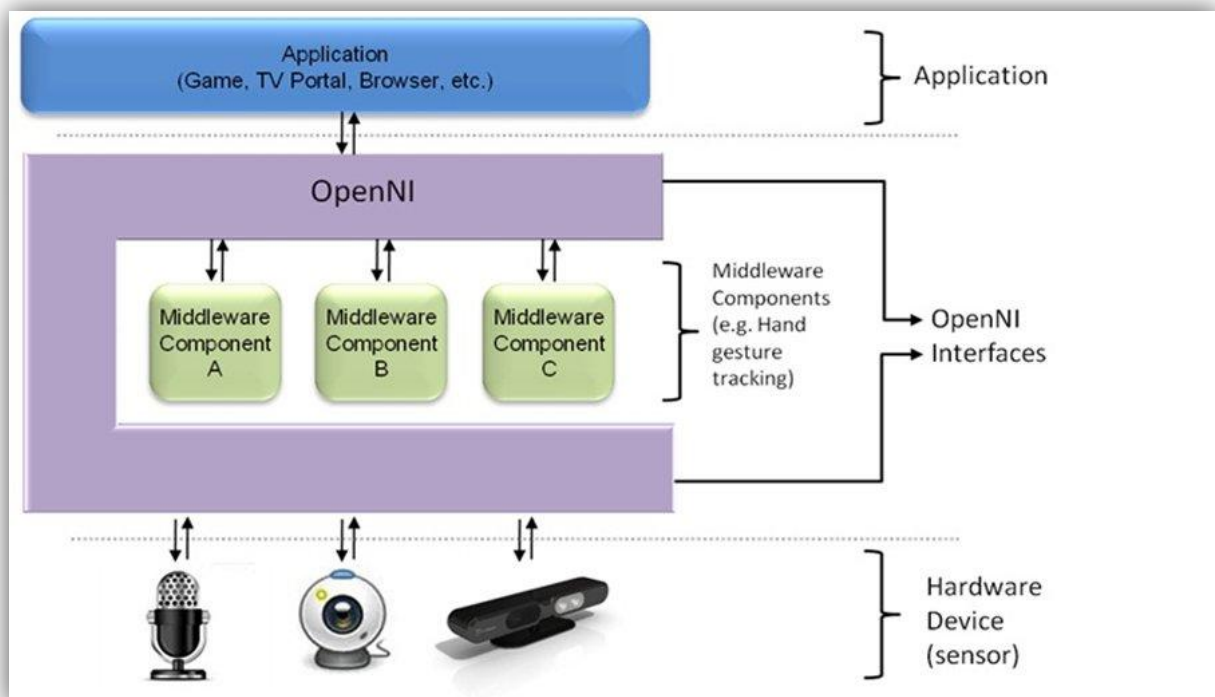 Application
(Game, TV Portal, Browser, etc.)
Application
OpenNI
Middleware
Component
A
Middleware
Component
B
Middleware
Component
C
Middleware
Components
(e.g. Hand
gesture
tracking)
OpenNI
Interfaces
Hardware
Device
(sensor)